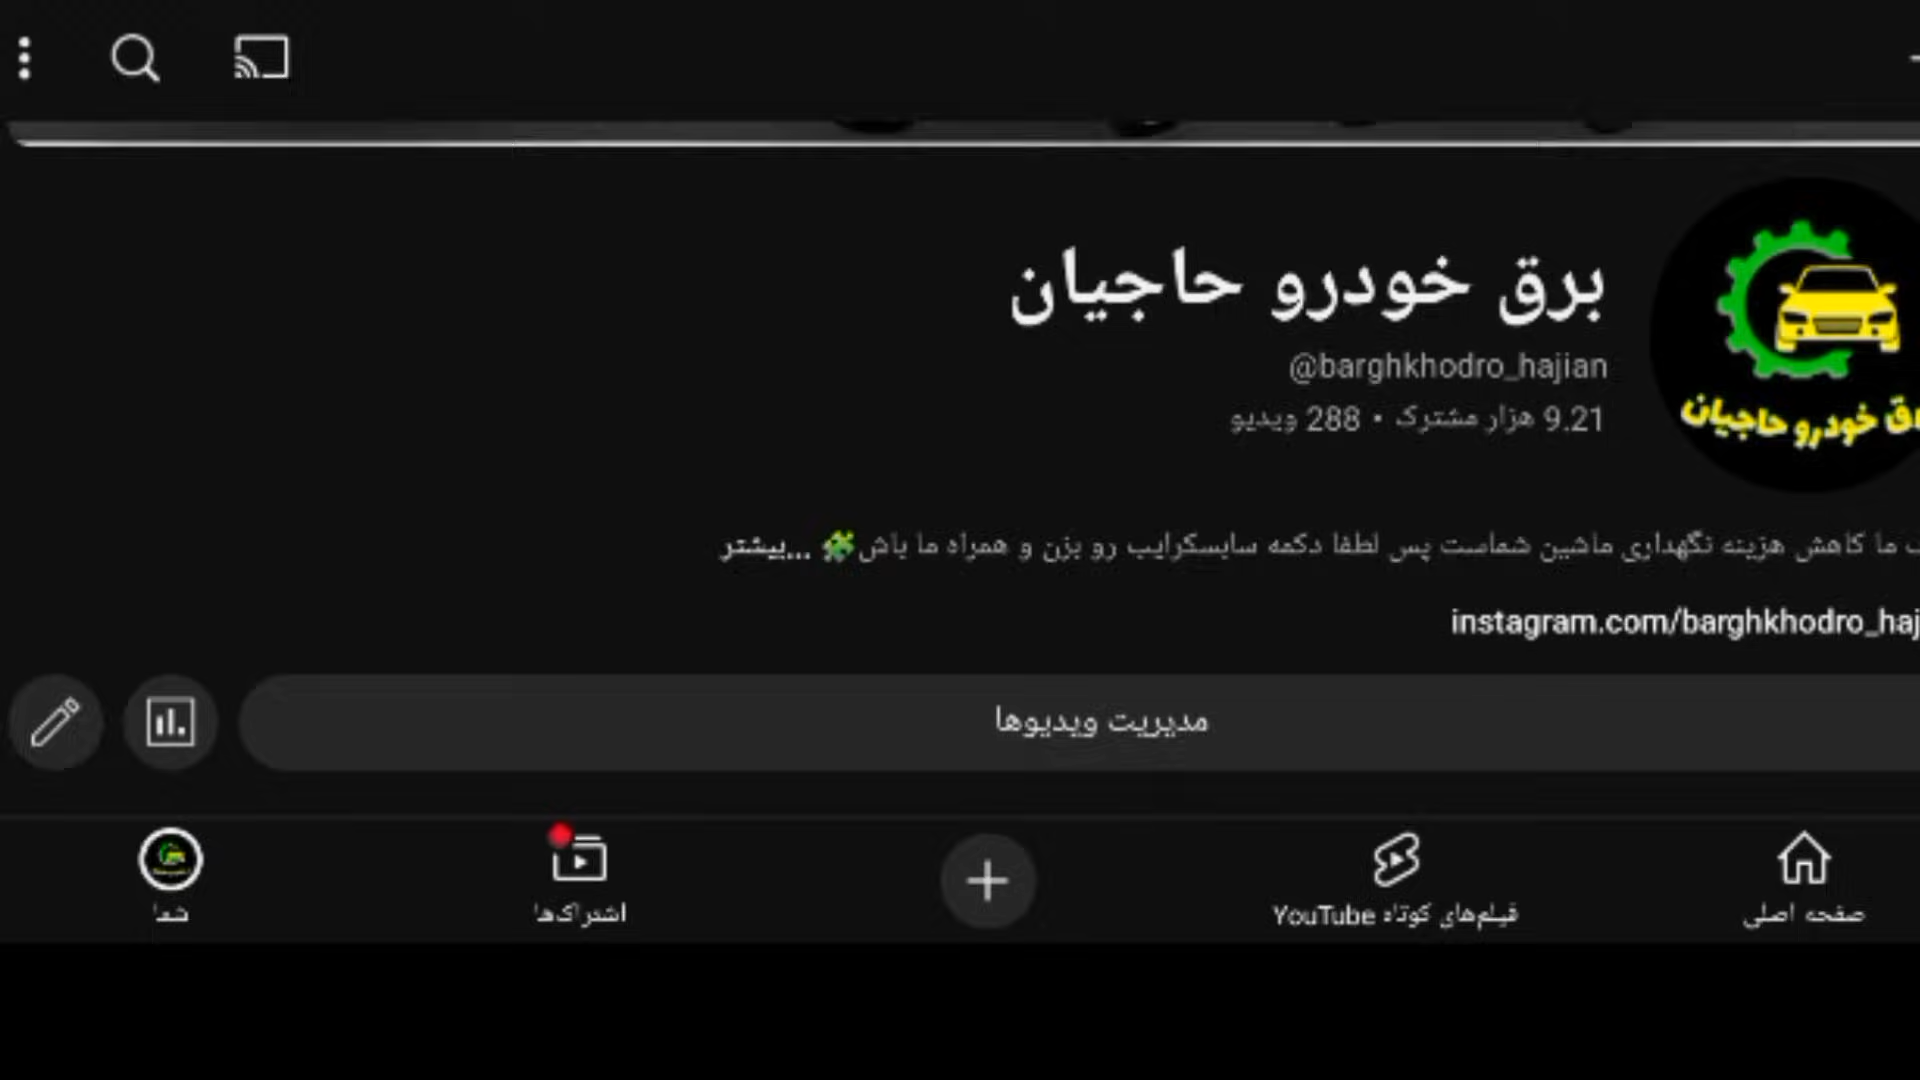 برق خودرو حاجیان
@barghkhodro_hajian
9.21 هزار مشترک • 288 ویدیو
خودرو حاجیان
ما کاهش هزینه نگهداری ماشین شماست پس لطفا دکمه سابسکرایب رو بزن و همراه ما باش🧩 ...بیشتر
instagram.com/barghkhodro_haj
مدیریت ویدیوها
صفحه اصلی
فیلم‌های کوتاه YouTube
اشتراک‌ها
شما